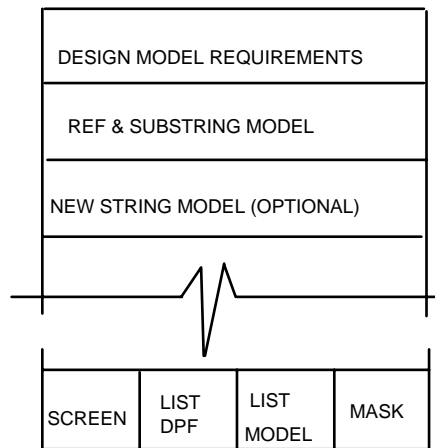 DESIGN MODEL REQUIREMENTS
REF & SUBSTRING MODEL
NEW STRING MODEL (OPTIONAL)
SCREEN
LIST
DPF
LIST
MODEL
MASK